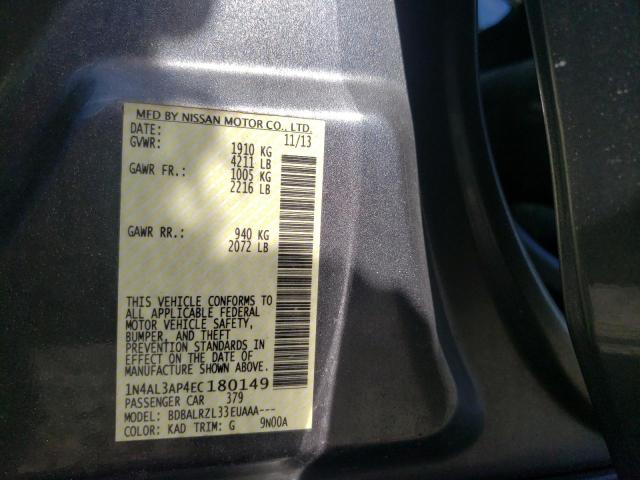 MFD BY NISSAN MOTOR CO., LTD.
DATE: 11/13
GVWR: 1910 KG
4211 LB
GAWR FR.: 1005 KG
2216 LB
GAWR RR.: 940 KG
2072 LB
THIS VEHICLE CONFORMS TO
ALL APPLICABLE FEDERAL
MOTOR VEHICLE SAFETY,
BUMPER, AND THEFT
PREVENTION STANDARDS IN
EFFECT ON THE DATE OF
MANUFACTURE SHOWN ABOVE.
1N4AL3AP4EC180149
PASSENGER CAR 379
MODEL: BDBALRZL33EUAAA---
COLOR: KAD TRIM: G 9N00A